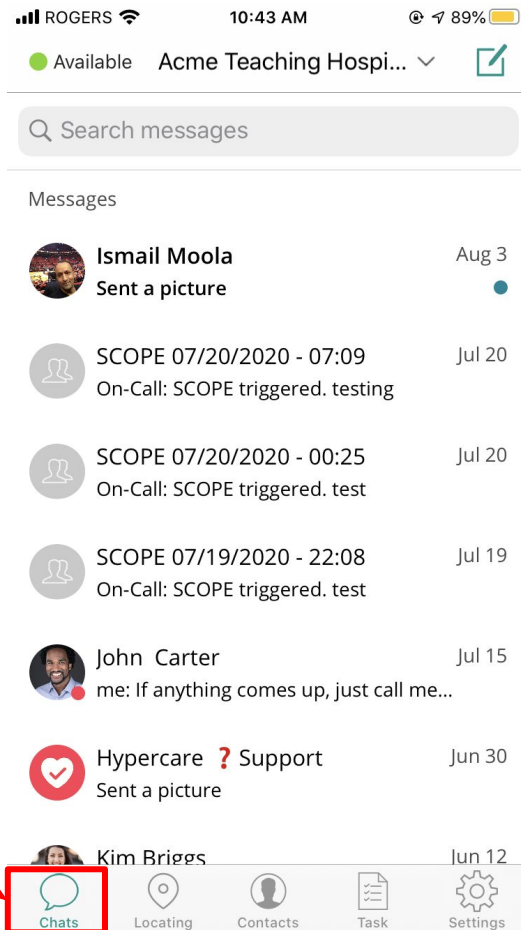 ROGERS 10:43 AM 89%
Available Acme Teaching Hospi...
Search messages
Messages
Ismail Moola Aug 3
Sent a picture
SCOPE 07/20/2020 - 07:09 Jul 20
On-Call: SCOPE triggered. testing
SCOPE 07/20/2020 - 00:25 Jul 20
On-Call: SCOPE triggered. test
SCOPE 07/19/2020 - 22:08 Jul 19
On-Call: SCOPE triggered. test
John Carter Jul 15
me: If anything comes up, just call me...
Hypercare ❓ Support Jun 30
Sent a picture
Kim Briggs Jun 12
Chats Locating Contacts Task Settings